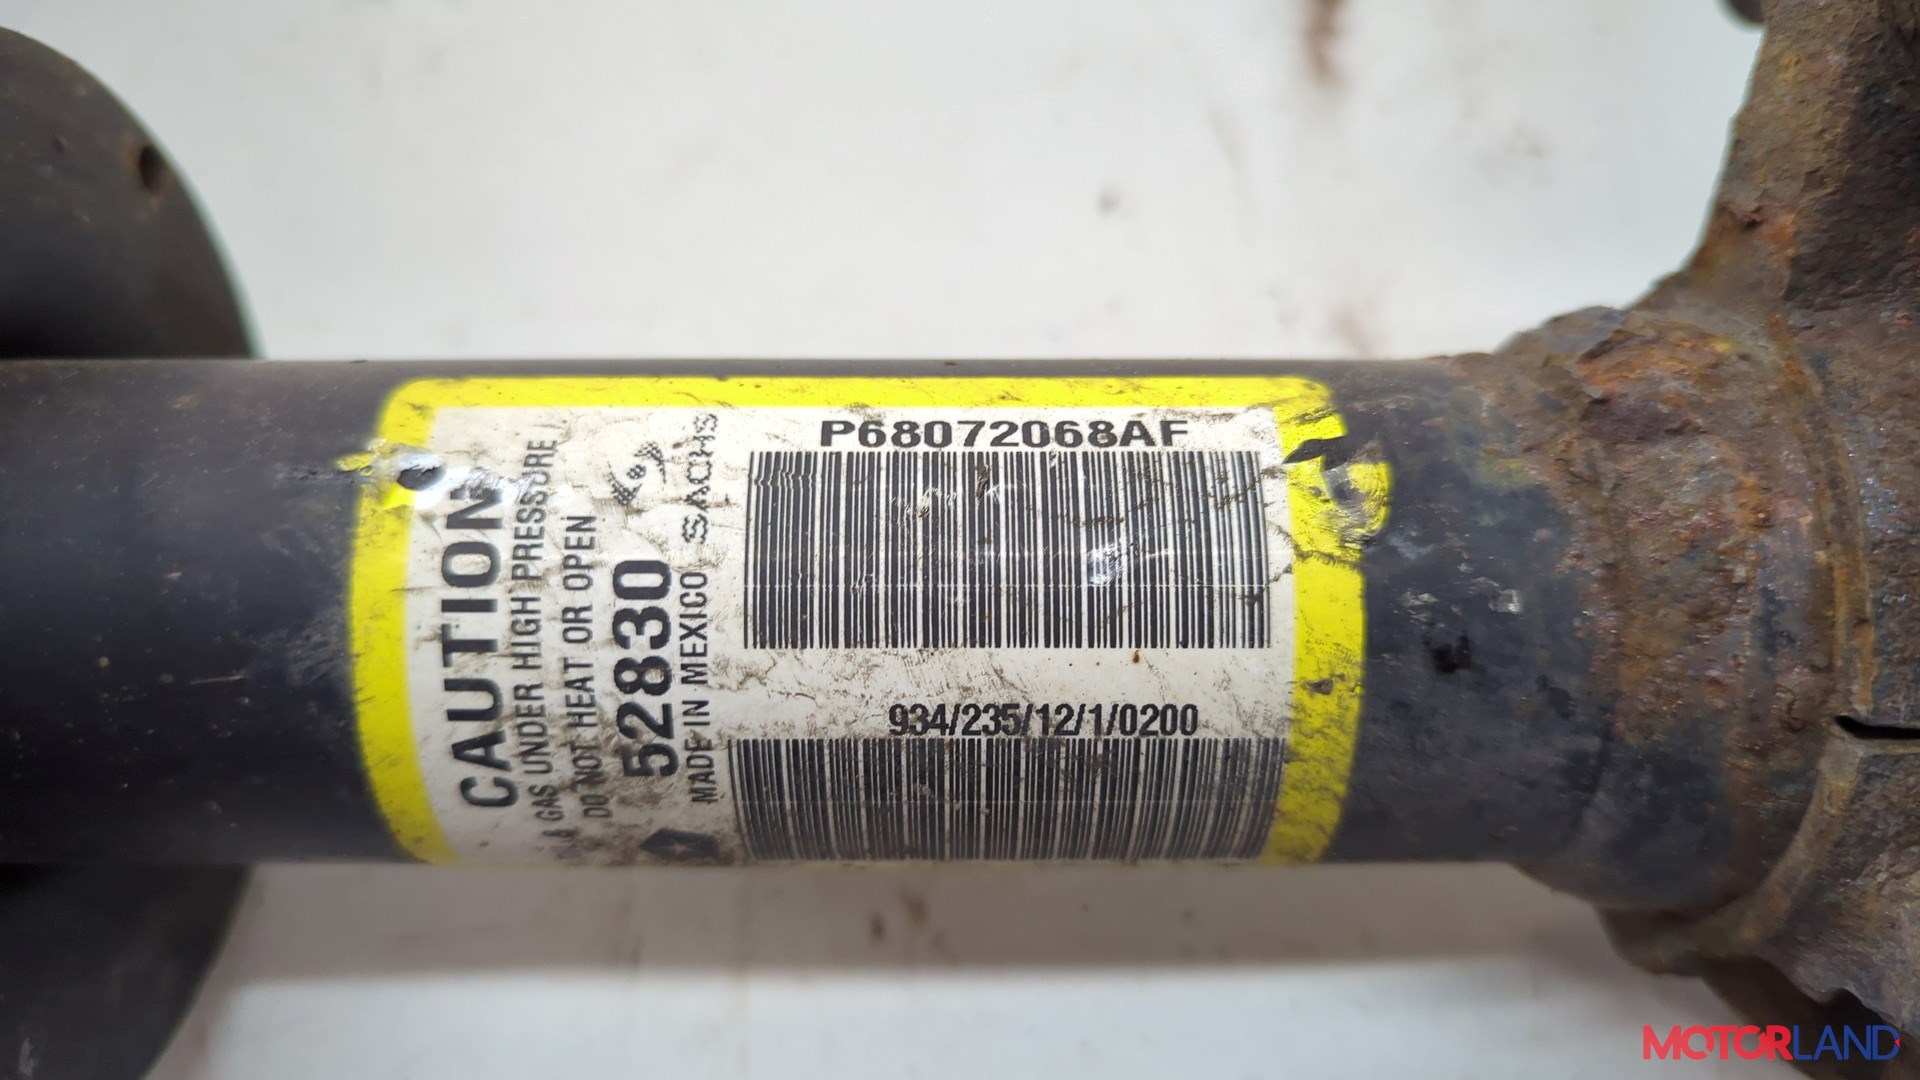 P68072068AF
934/235/12/1/0200
CAUTION
& GAS UNDER HIGH PRESSURE
DO NOT HEAT OR OPEN
52830
MADE IN MEXICO SACHS
MOTORLAND